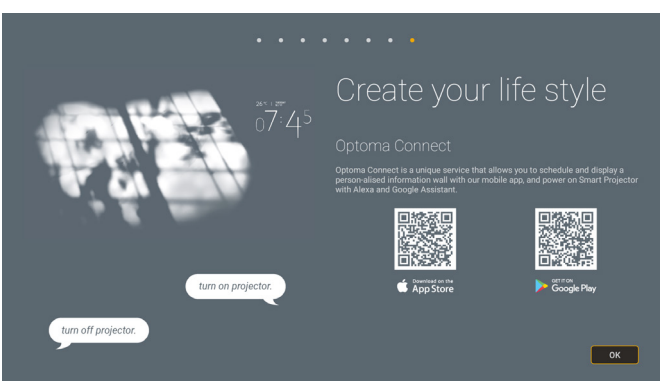 Create your life style
26°c
07:45
Optoma Connect
Optoma Connect is a unique service that allows you to schedule and display a
person-alised information wall with our mobile app, and power on Smart Projector
with Alexa and Google Assistant.
turn on projector.
Download on the
App Store
GET IT ON
Google Play
turn off projector.
OK